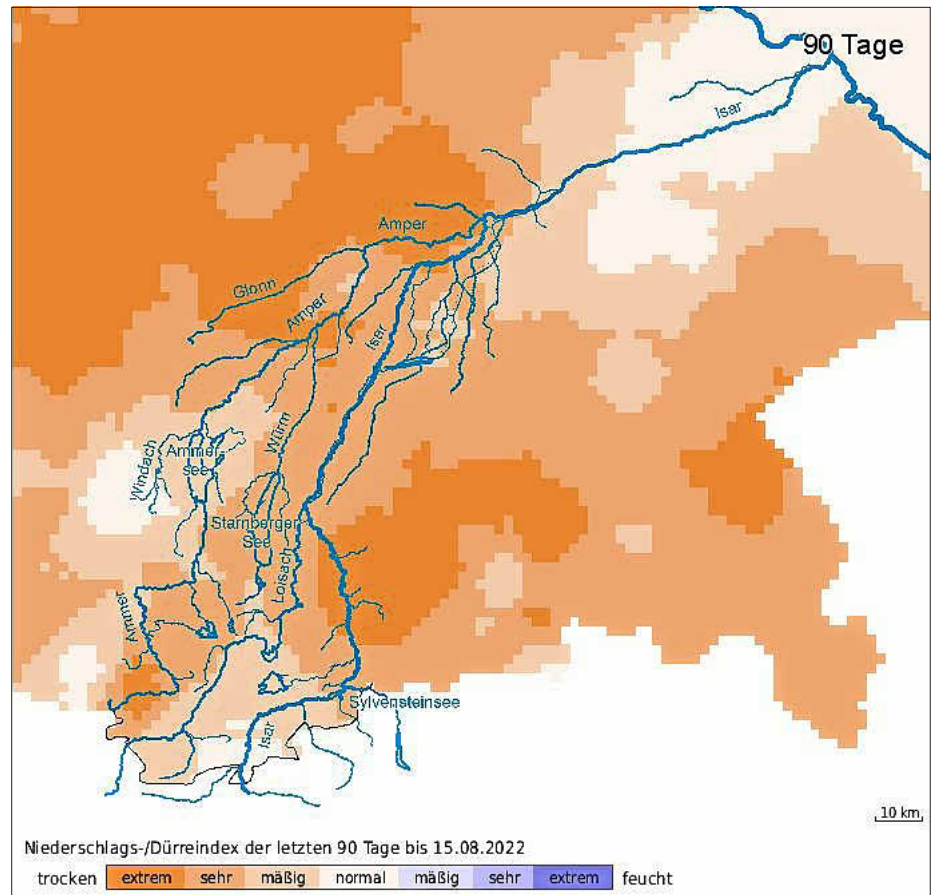 90 Tage
Isar
Amper
Glonn
Amper
Isar
Würm
Windach
Ammer-
see
Starnberger
See
Loisach
Ammer
Sylvensteinsee
Isar
10 km
Niederschlags-/Dürreindex der letzten 90 Tage bis 15.08.2022
trocken extrem sehr mäßig normal mäßig sehr extrem feucht